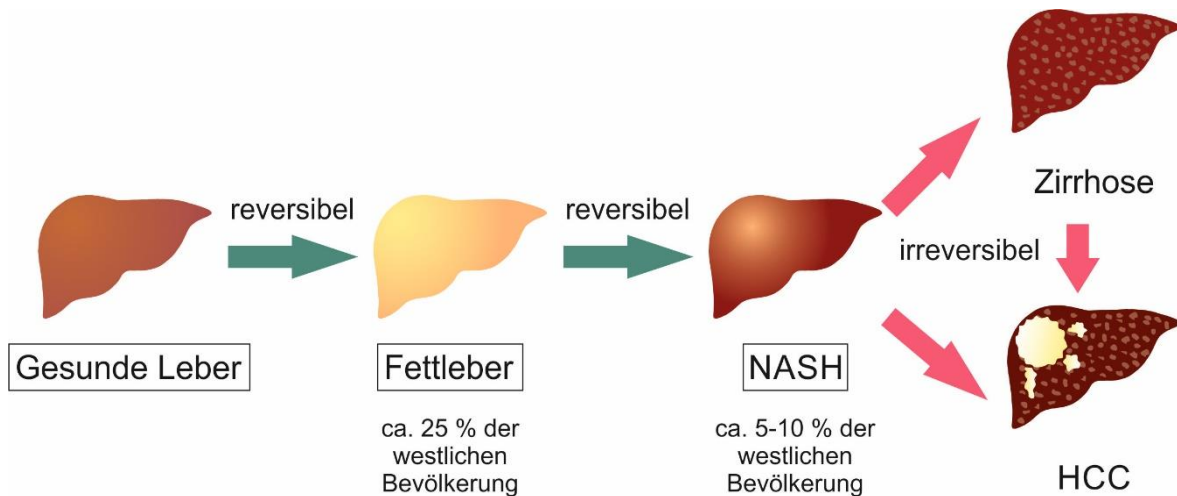 reversibel
reversibel
Zirrhose
irreversibel
Gesunde Leber
Fettleber
NASH
ca. 25 % der
westlichen
Bevölkerung
ca. 5-10 % der
westlichen
Bevölkerung
HCC